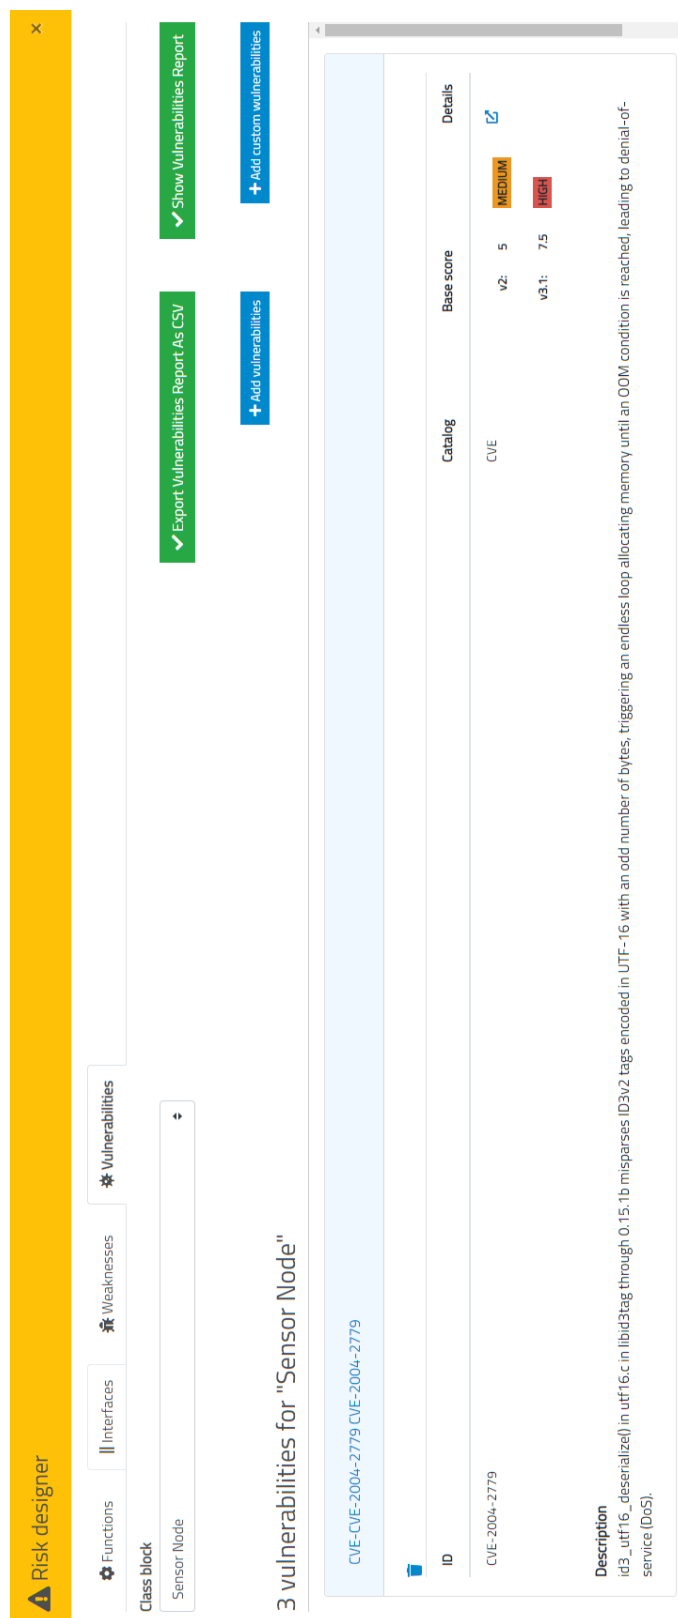 Risk designer
×
Functions
Interfaces
Weaknesses
Vulnerabilities
Class block
Sensor Node
Export Vulnerabilities Report As CSV
Show Vulnerabilities Report
3 vulnerabilities for "Sensor Node"
+ Add vulnerabilities
+ Add custom wulnerabilities
CVE-CVE-2004-2779 CVE-2004-2779
ID
Catalog
Base score
Details
CVE-2004-2779
CVE
v2: 5 MEDIUM
v3.1: 7.5 HIGH
Description
id3_utf16_deserialize() in utf16.c in libid3tag through 0.15.1b misparses ID3v2 tags encoded in UTF-16 with an odd number of bytes, triggering an endless loop allocating memory until an OOM condition is reached, leading to denial-of-
service (DoS).